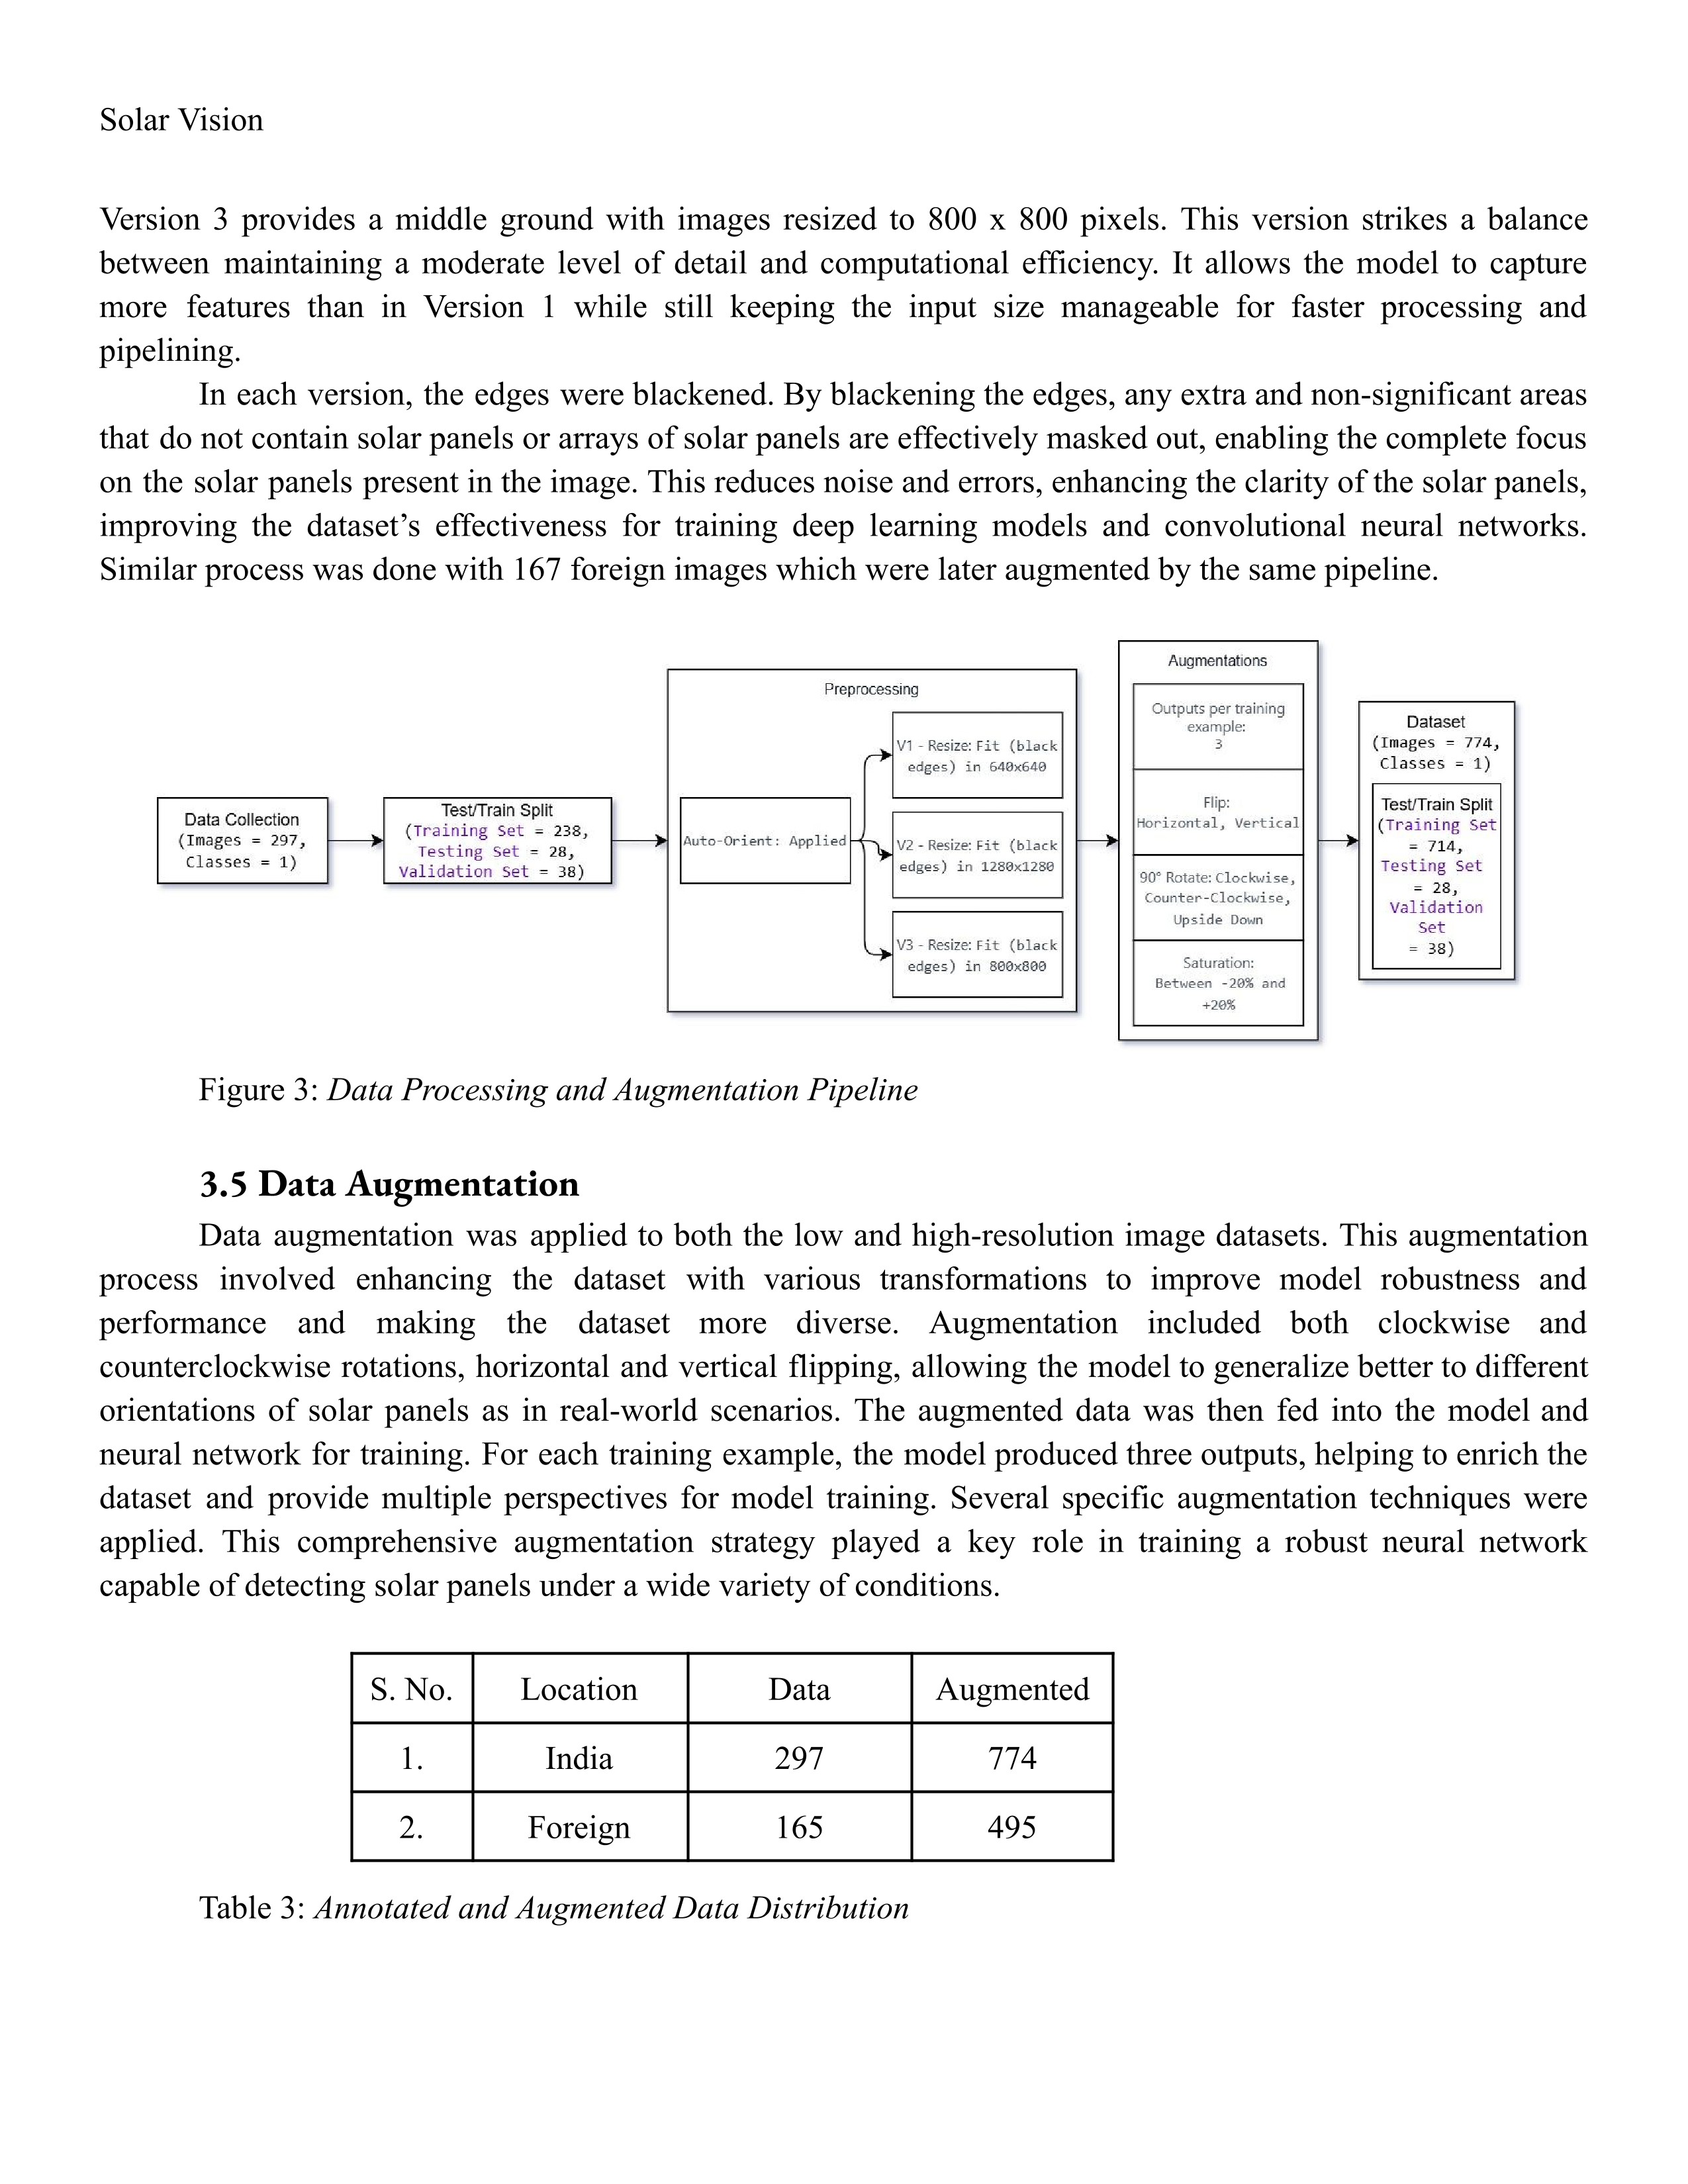 Solar Vision
Version 3 provides a middle ground with images resized to 800 x 800 pixels. This version strikes a balance
between maintaining a moderate level of detail and computational efficiency. It allows the model to capture
more features than in Version 1 while still keeping the input size manageable for faster processing and
pipelining.
In each version, the edges were blackened. By blackening the edges, any extra and non-significant areas
that do not contain solar panels or arrays of solar panels are effectively masked out, enabling the complete focus
on the solar panels present in the image. This reduces noise and errors, enhancing the clarity of the solar panels,
improving the dataset’s effectiveness for training deep learning models and convolutional neural networks.
Similar process was done with 167 foreign images which were later augmented by the same pipeline.
Data Collection
(Images = 297,
Classes = 1)
Test/Train Split
(Training Set = 238,
Testing Set = 28,
Validation Set = 38)
Preprocessing
Auto-Orient: Applied
V1 - Resize: Fit (black
edges) in 640x640
V2 - Resize: Fit (black
edges) in 1280x1280
V3 - Resize: Fit (black
edges) in 800x800
Augmentations
Outputs per training
example:
3
Flip:
Horizontal, Vertical
90° Rotate: Clockwise,
Counter-Clockwise,
Upside Down
Saturation:
Between -20% and
+20%
Dataset
(Images = 774,
Classes = 1)
Test/Train Split
(Training Set
= 714,
Testing Set
= 28,
Validation
Set
= 38)
Figure 3: Data Processing and Augmentation Pipeline
3.5 Data Augmentation
Data augmentation was applied to both the low and high-resolution image datasets. This augmentation
process involved enhancing the dataset with various transformations to improve model robustness and
performance and making the dataset more diverse. Augmentation included both clockwise and
counterclockwise rotations, horizontal and vertical flipping, allowing the model to generalize better to different
orientations of solar panels as in real-world scenarios. The augmented data was then fed into the model and
neural network for training. For each training example, the model produced three outputs, helping to enrich the
dataset and provide multiple perspectives for model training. Several specific augmentation techniques were
applied. This comprehensive augmentation strategy played a key role in training a robust neural network
capable of detecting solar panels under a wide variety of conditions.
S. No. Location Data Augmented
1. India 297 774
2. Foreign 165 495
Table 3: Annotated and Augmented Data Distribution